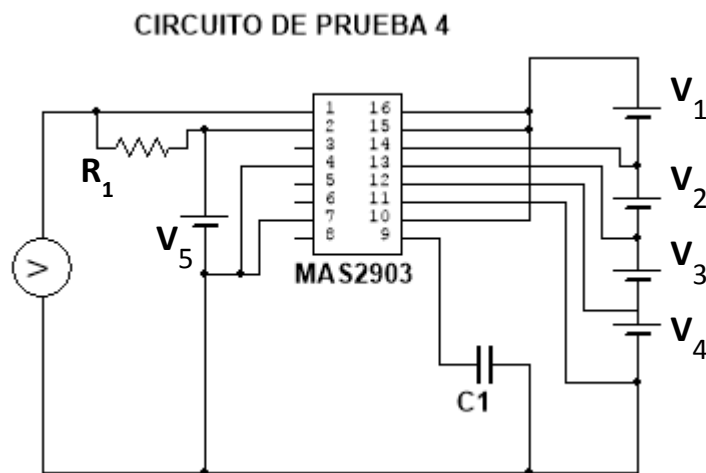 CIRCUITO DE PRUEBA 4
V1
1 16
2 15
3 14
R1
4 13
5 12
V2
6 11
7 10
V5
8 9
V
MAS2903
V3
V4
C1